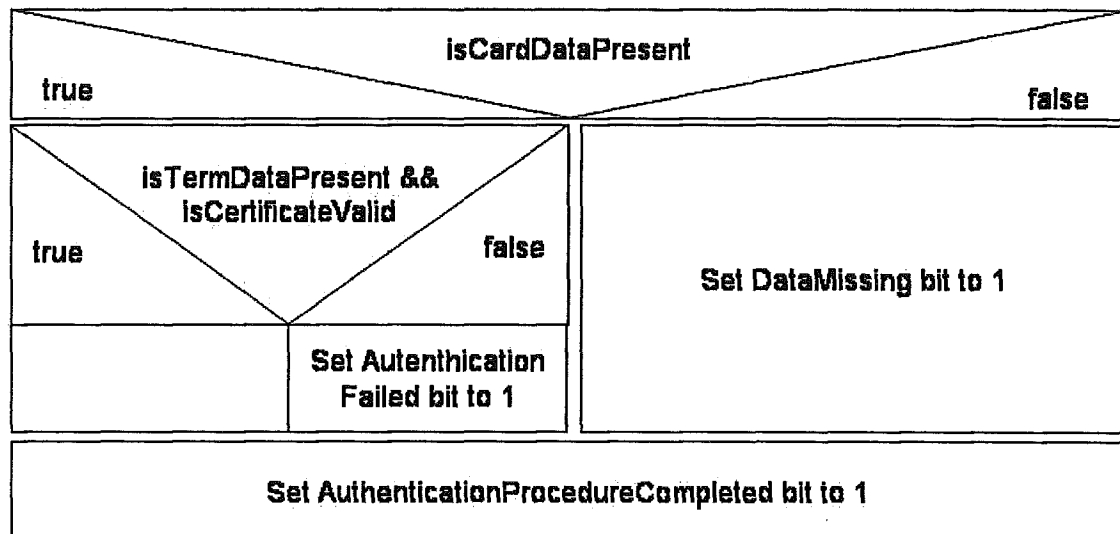 isCardDataPresent
true
false
isTermDataPresent &&
isCertificateValid
true
false
Set DataMissing bit to 1
Set Autenthication
Failed bit to 1
Set AuthenticationProcedureCompleted bit to 1